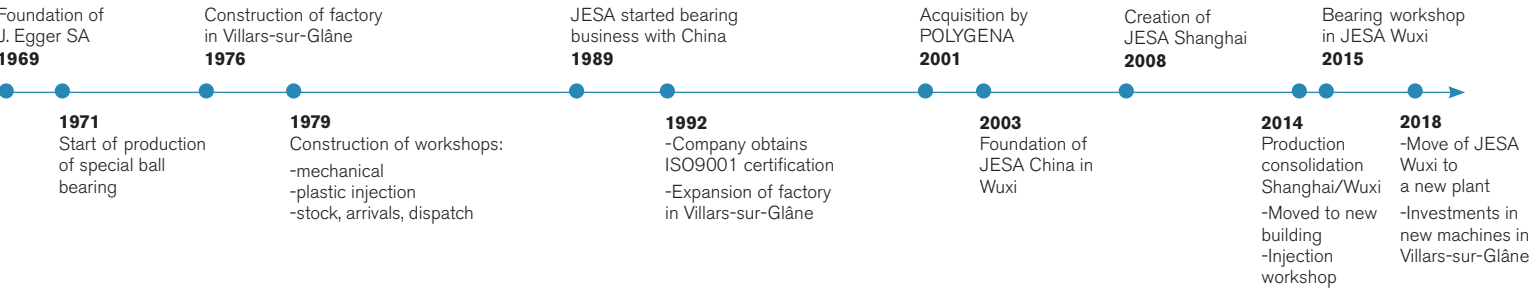 Foundation of
J. Egger SA
1969
1971
Start of production
of special ball
bearing
Construction of factory
in Villars-sur-Glâne
1976
1979
Construction of workshops:
-mechanical
-plastic injection
-stock, arrivals, dispatch
JESA started bearing
business with China
1989
1992
-Company obtains
ISO9001 certification
-Expansion of factory
in Villars-sur-Glâne
Acquisition by
POLYGENA
2001
2003
Foundation of
JESA China in
Wuxi
Creation of
JESA Shanghai
2008
2014
Production
consolidation
Shanghai/Wuxi
-Moved to new
building
-Injection
workshop
Bearing workshop
in JESA Wuxi
2015
2018
-Move of JESA
Wuxi to
a new plant
-Investments in
new machines in
Villars-sur-Glâne